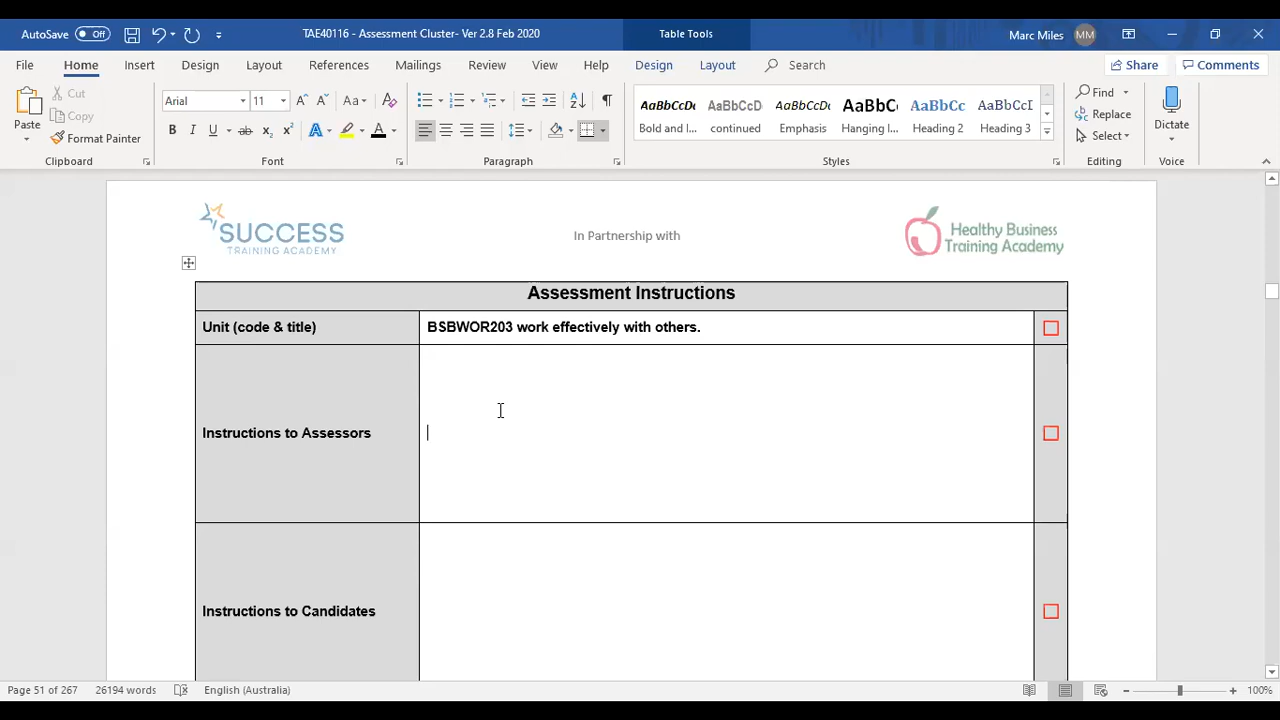 AutoSave Off TAE40116 - Assessment Cluster- Ver 2.8 Feb 2020 Table Tools Marc Miles MM
File Home Insert Design Layout References Mailings Review View Help Design Layout Search Share Comments
Paste Cut Copy Format Painter
Clipboard
Arial 11 Aa A
B I U ab x₂ x² A A
Font
Paragraph
AaBbCcDc AaBbCcD AaBbCcDc AaBbCc AaBbCc AaBbCcI
Bold and I... continued Emphasis Hanging I... Heading 2 Heading 3
Styles
Find Replace Select
Editing
Dictate
Voice
SUCCESS
TRAINING ACADEMY
In Partnership with
Healthy Business
Training Academy
Assessment Instructions
Unit (code & title) BSBWOR203 work effectively with others.
Instructions to Assessors
Instructions to Candidates
Page 51 of 267 26194 words English (Australia) 100%